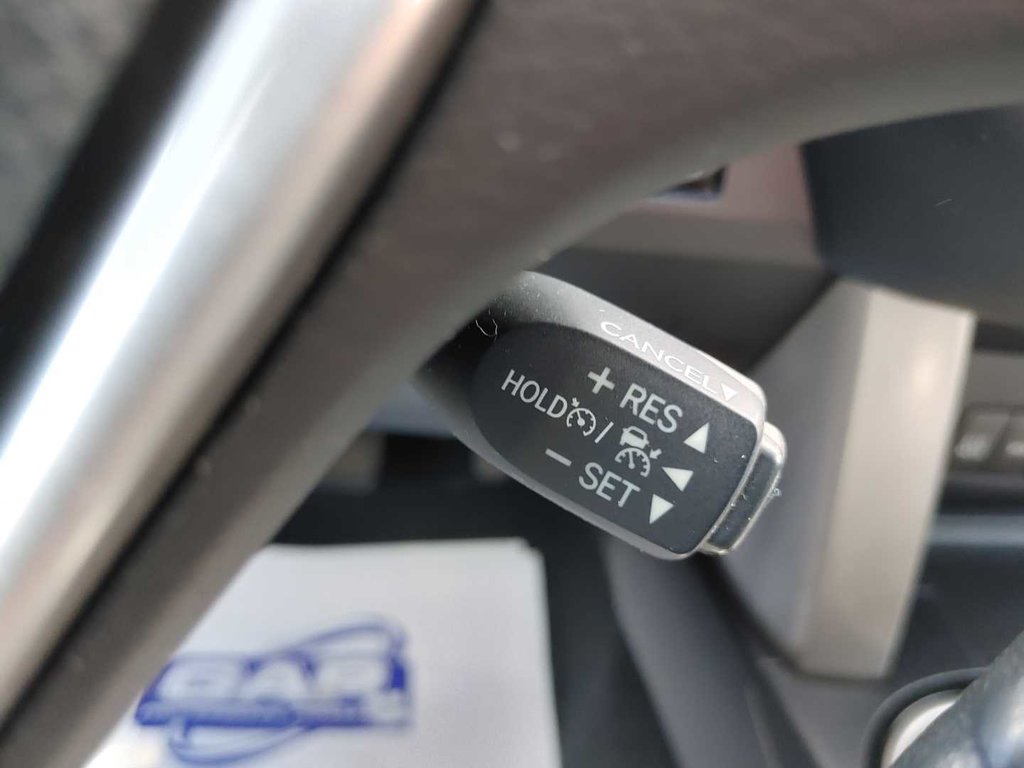 CANCEL
+ RES
HOLD /
− SET